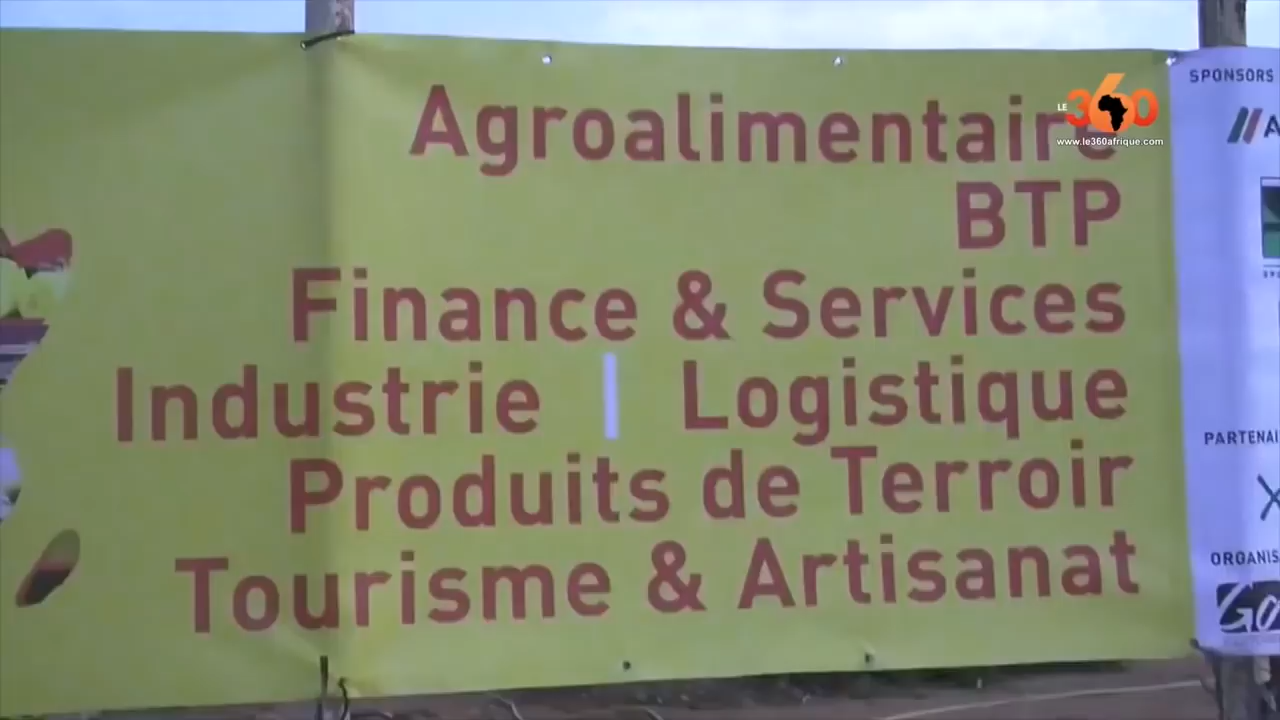 Agroalimentaire
BTP
Finance & Services
Industrie | Logistique
Produits de Terroir
Tourisme & Artisanat
LE 360
www.le360afrique.com
SPONSORS